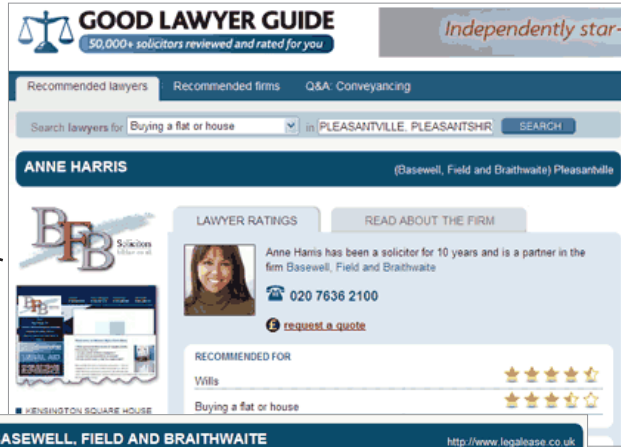 GOOD LAWYER GUIDE
50,000+ solicitors reviewed and rated for you
Independently star-
Recommended lawyers Recommended firms Q&A: Conveyancing
Search lawyers for Buying a flat or house in PLEASANTVILLE, PLEASANTSHIR SEARCH
ANNE HARRIS (Basewell, Field and Braithwaite) Pleasantville
BFB Solicitors
LAWYER RATINGS READ ABOUT THE FIRM
Anne Harris has been a solicitor for 10 years and is a partner in the
firm Basewell, Field and Braithwaite
020 7636 2100
£ request a quote
BFB
LEGAL AID
RECOMMENDED FOR
Wills
Buying a flat or house
KENSINGTON SQUARE HOUSE
ASEWELL, FIELD AND BRAITHWAITE http://www.legalease.co.uk